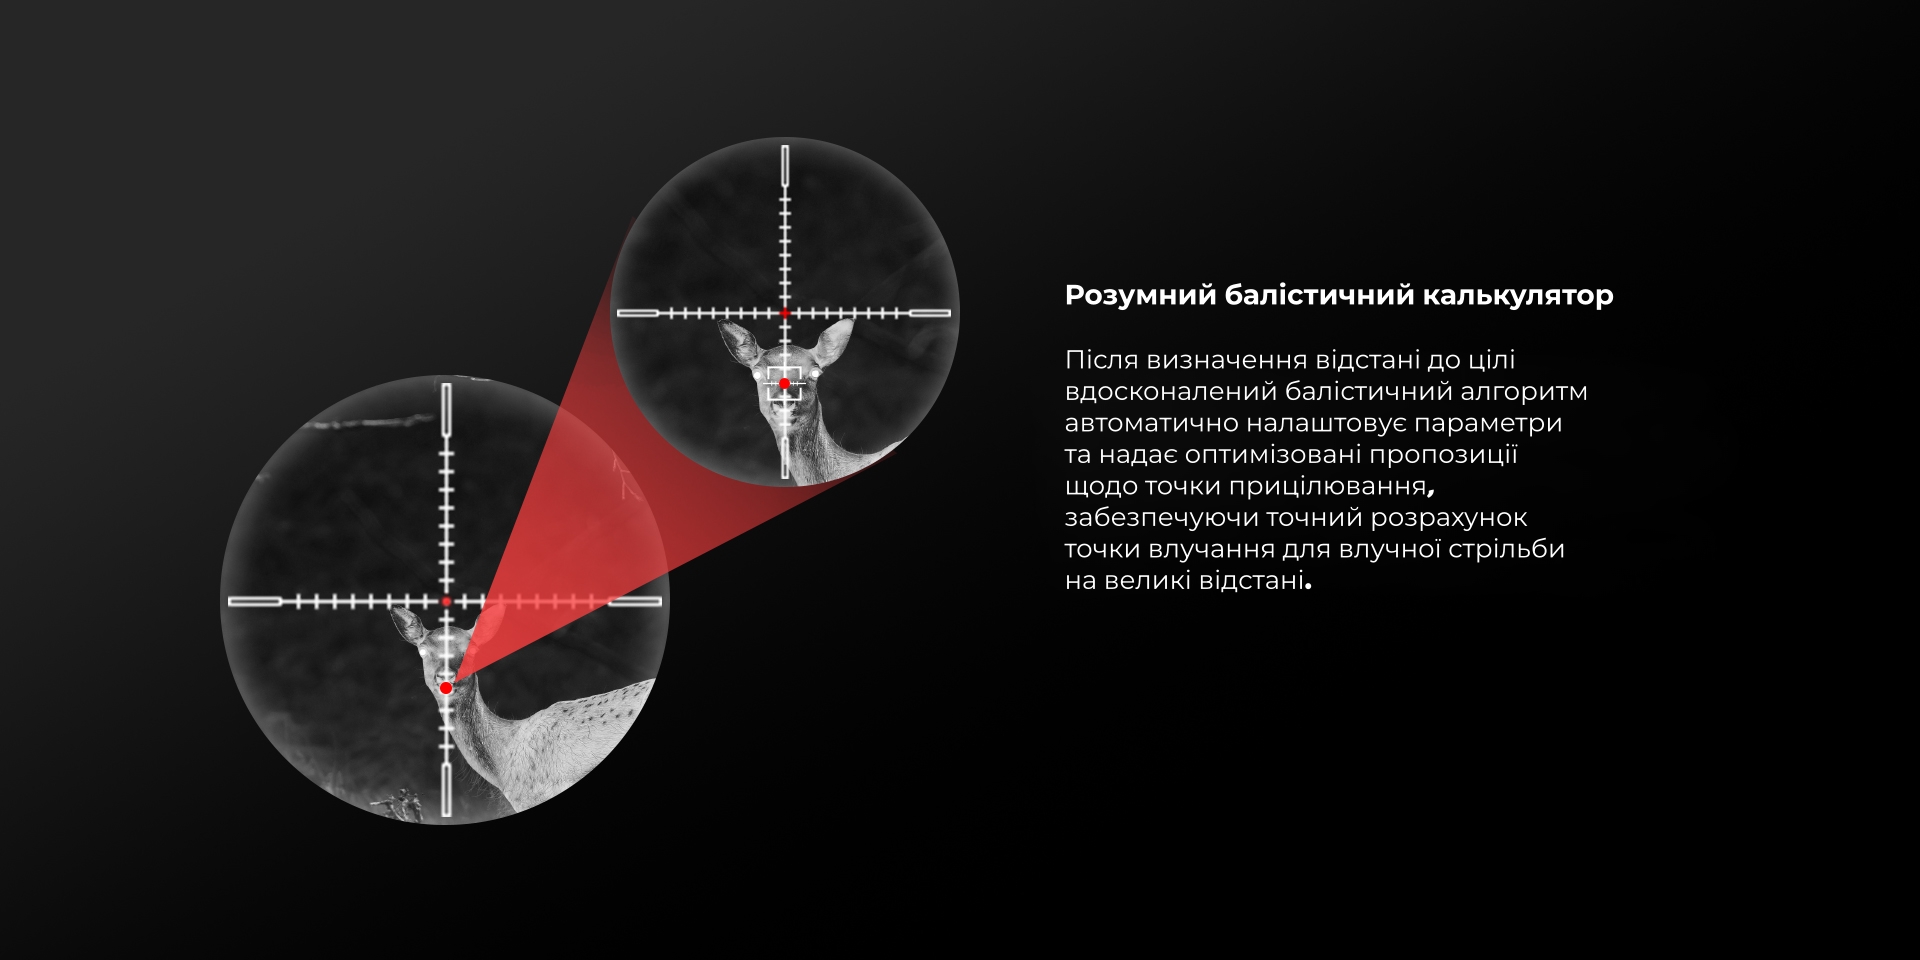 Розумний балістичний калькулятор
Після визначення відстані до цілі
вдосконалений балістичний алгоритм
автоматично налаштовує параметри
та надає оптимізовані пропозиції
щодо точки прицілювання,
забезпечуючи точний розрахунок
точки влучання для влучної стрільби
на великі відстані.